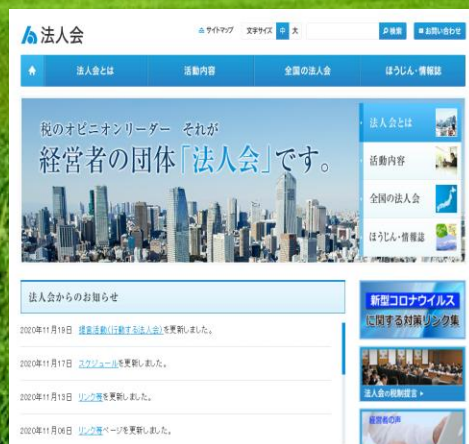 法人会
サイトマップ 文字サイズ 中 大 検索 お問い合わせ
法人会とは 活動内容 全国の法人会 ほうじん・情報誌
税のオピニオンリーダー それが
経営者の団体「法人会」です。
法人会とは
活動内容
全国の法人会
ほうじん・情報誌
法人会からのお知らせ
2020年11月19日 提言活動(行動する法人会)を更新しました。
2020年11月17日 スケジュールを更新しました。
2020年11月13日 リンク等を更新しました。
2020年11月06日 リンク等ページを更新しました。
新型コロナウイルス
に関する対策リンク集
法人会の税制提言
経営者の声